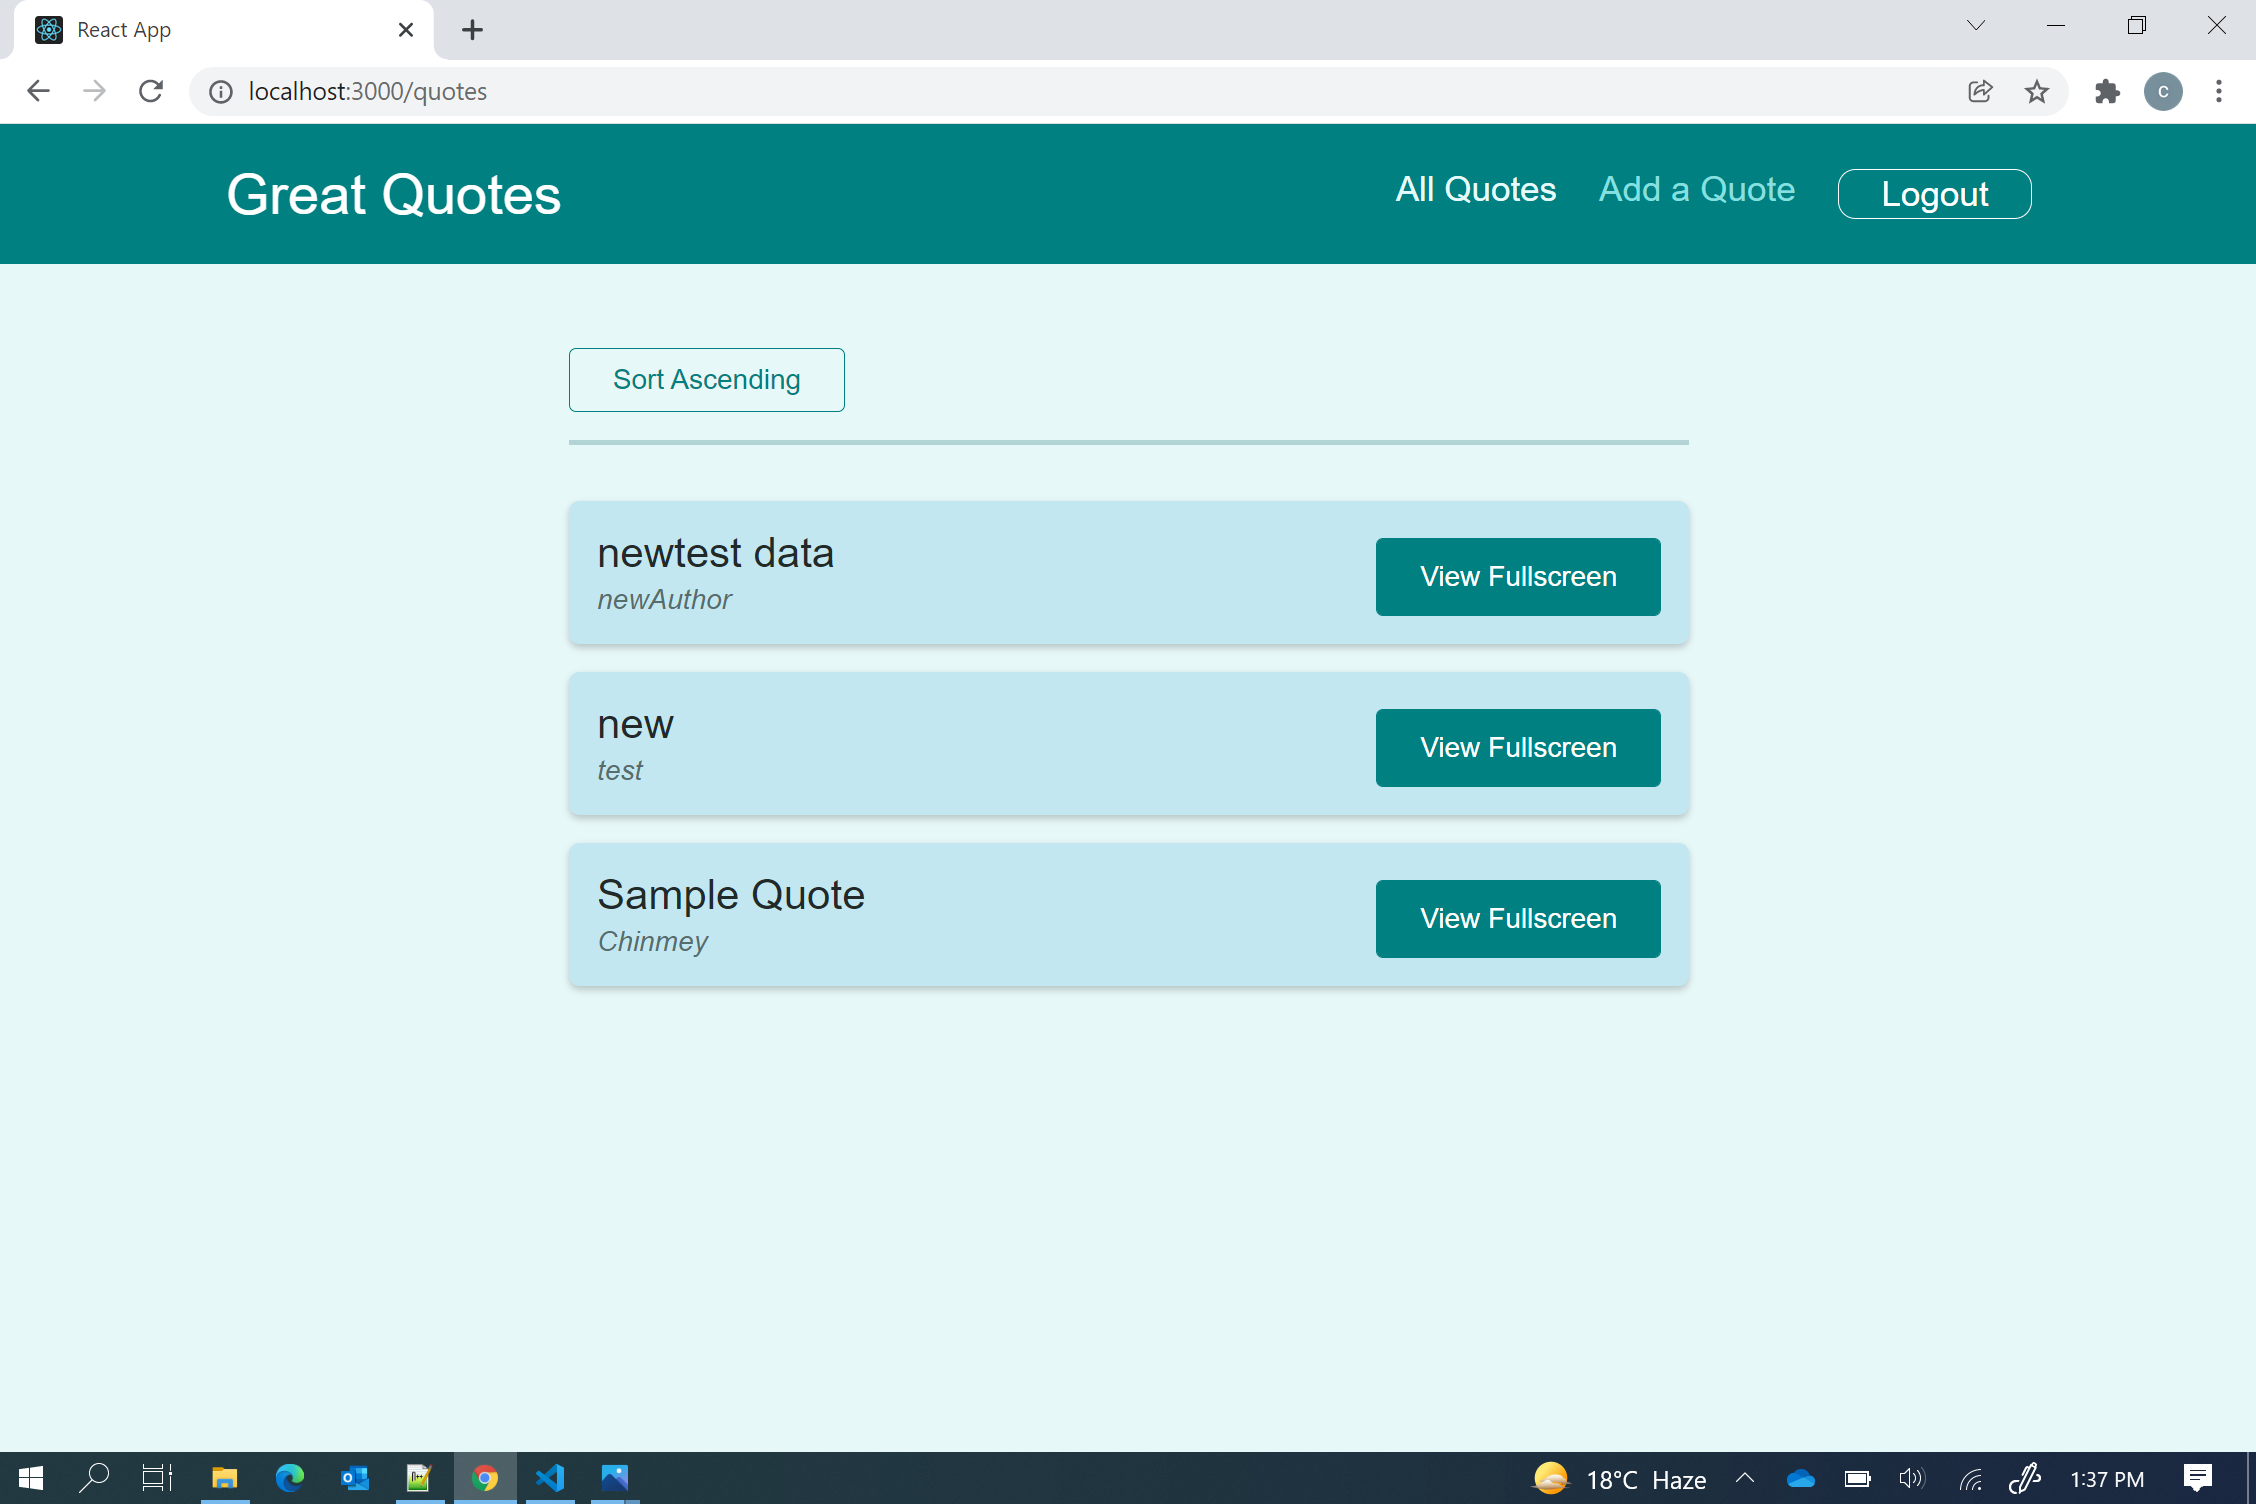 React App
localhost:3000/quotes
C
Great Quotes
All Quotes Add a Quote Logout
Sort Ascending
newtest data
newAuthor
View Fullscreen
new
test
View Fullscreen
Sample Quote
Chinmey
View Fullscreen
18°C Haze 1:37 PM